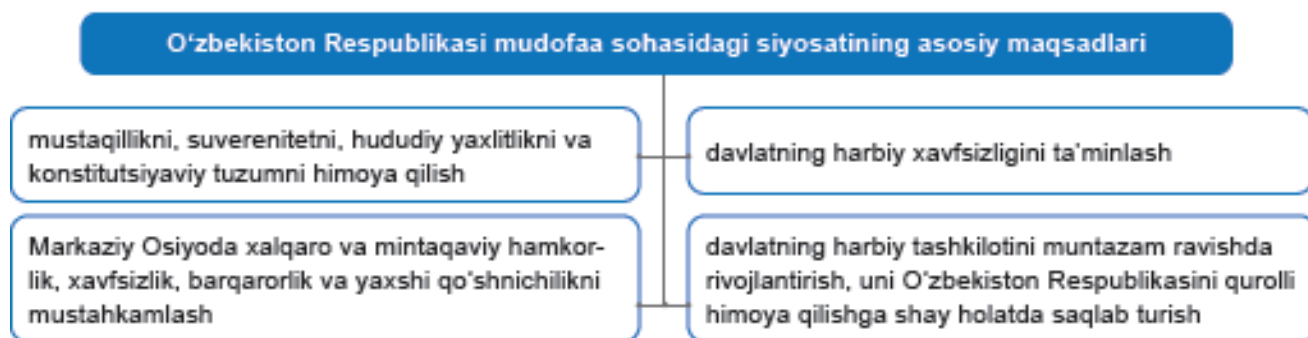 O‘zbekiston Respublikasi mudofaa sohasidagi siyosatining asosiy maqsadlari
mustaqillikni, suverenitetni, hududiy yaxlitlikni va
konstitutsiyaviy tuzumni himoya qilish
davlatning harbiy xavfsizligini ta’minlash
Markaziy Osiyoda xalqaro va mintaqaviy hamkor-
lik, xavfsizlik, barqarorlik va yaxshi qo‘shnichilikni
mustahkamlash
davlatning harbiy tashkilotini muntazam ravishda
rivojlantirish, uni O‘zbekiston Respublikasini qurolli
himoya qilishga shay holatda saqlab turish